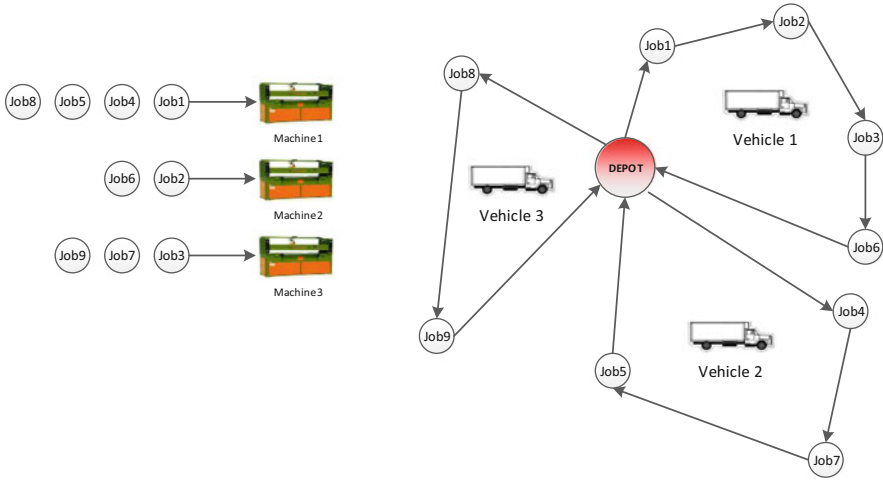 Job8 Job5 Job4 Job1
Machine1
Job6 Job2
Machine2
Job9 Job7 Job3
Machine3
Job1
Job2
Job8
Vehicle 1
Job3
DEPOT
Vehicle 3
Job6
Job4
Job9
Job5
Vehicle 2
Job7